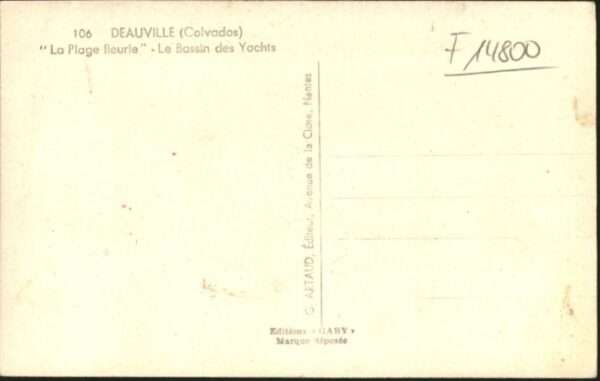 106 DEAUVILLE (Calvados)
"La Plage fleurie" - Le Bassin des Yachts
F 14800
G. ARTAUD, Éditeur, Avenue de la Close, Nantes
Editions "GABY"
Marque déposée